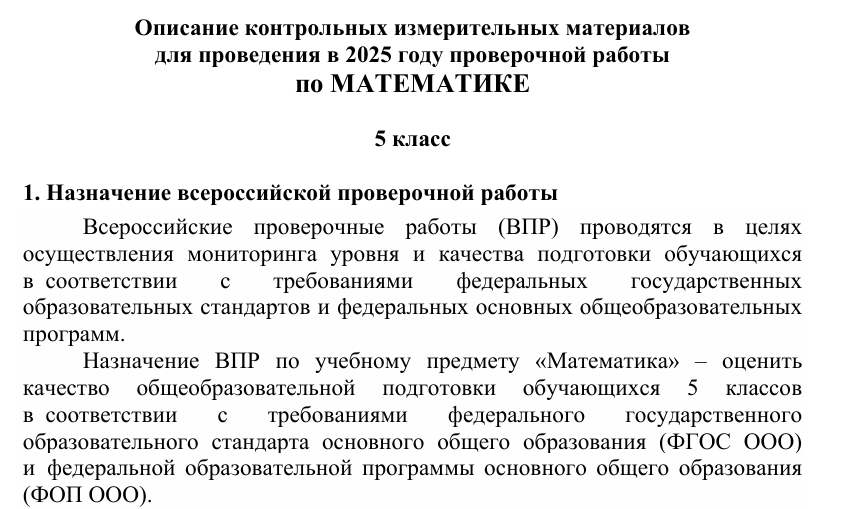 Описание контрольных измерительных материалов
для проведения в 2025 году проверочной работы
по МАТЕМАТИКЕ
5 класс
1. Назначение всероссийской проверочной работы
Всероссийские проверочные работы (ВПР) проводятся в целях
осуществления мониторинга уровня и качества подготовки обучающихся
в соответствии с требованиями федеральных государственных
образовательных стандартов и федеральных основных общеобразовательных
программ.
Назначение ВПР по учебному предмету «Математика» – оценить
качество общеобразовательной подготовки обучающихся 5 классов
в соответствии с требованиями федерального государственного
образовательного стандарта основного общего образования (ФГОС ООО)
и федеральной образовательной программы основного общего образования
(ФОП ООО).